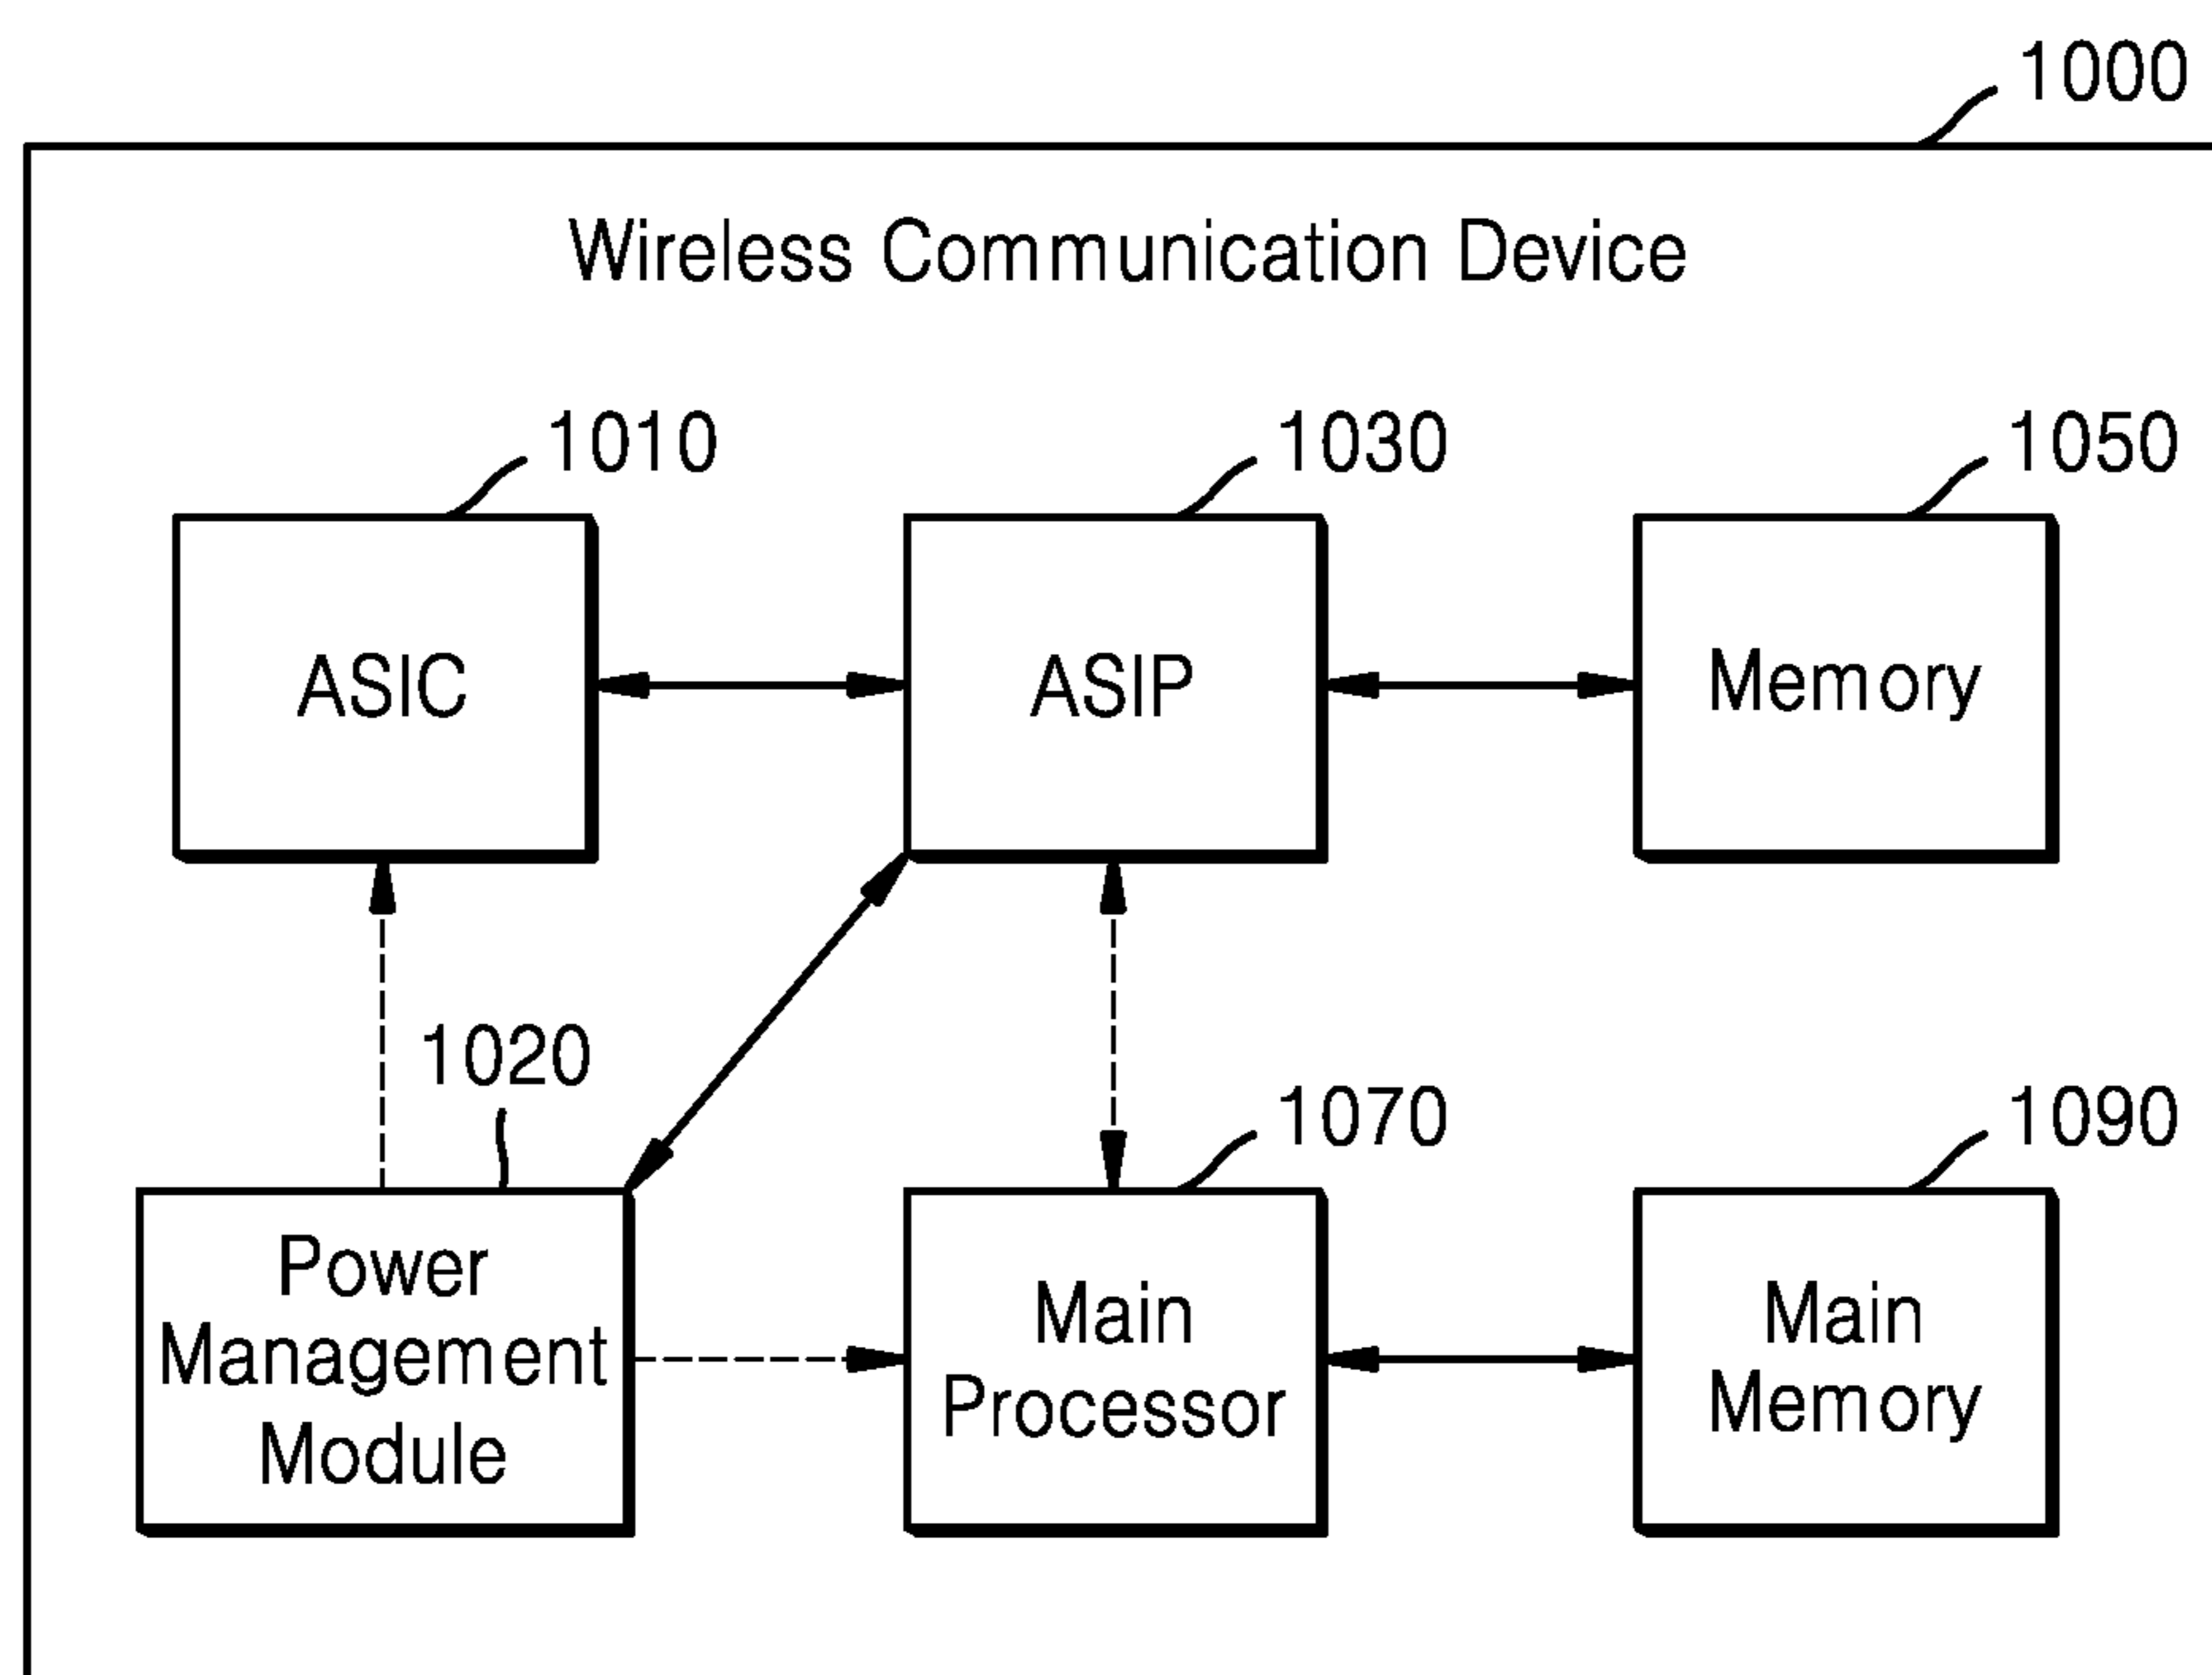 1000
Wireless Communication Device
1010
1030
1050
ASIC
ASIP
Memory
1020
1070
1090
Power
Management
Module
Main
Processor
Main
Memory